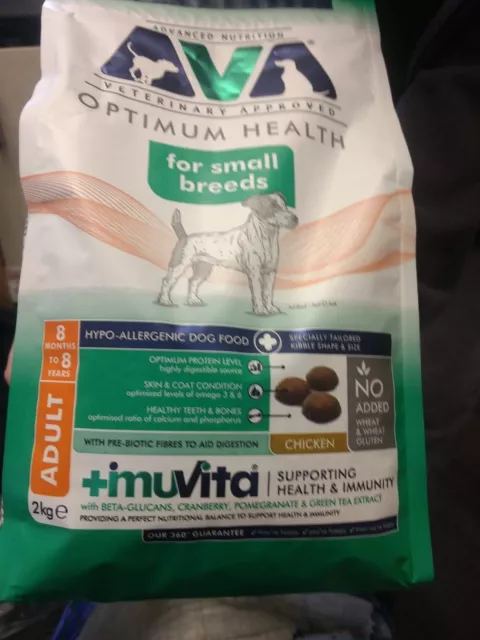 ADVANCED NUTRITION
AVA
VETERINARY APPROVED
OPTIMUM HEALTH
for small
breeds
8
MONTHS
TO 8
YEARS
ADULT
HYPO-ALLERGENIC DOG FOOD
SPECIALLY TAILORED
KIBBLE SHAPE & SIZE
OPTIMUM PROTEIN LEVEL
highly digestible source
SKIN & COAT CONDITION
optimised levels of omega 3 & 6
HEALTHY TEETH & BONES
optimised ratio of calcium and phosphorus
NO
ADDED
WHEAT
& WHEAT
GLUTEN
WITH PRE-BIOTIC FIBRES TO AID DIGESTION
CHICKEN
+imuvita
SUPPORTING
HEALTH & IMMUNITY
with BETA-GLUCANS, CRANBERRY, POMEGRANATE & GREEN TEA EXTRACT
PROVIDING A PERFECT NUTRITIONAL BALANCE TO SUPPORT HEALTH & IMMUNITY
2kg e
OUR 360° GUARANTEE